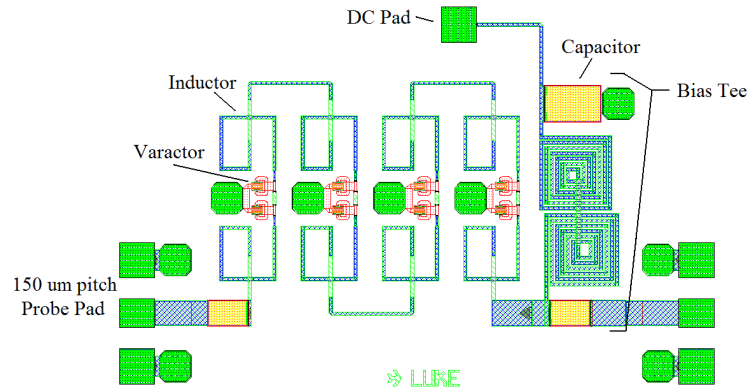 DC Pad
Capacitor
Inductor
Bias Tee
Varactor
150 um pitch
Probe Pad
LUKE